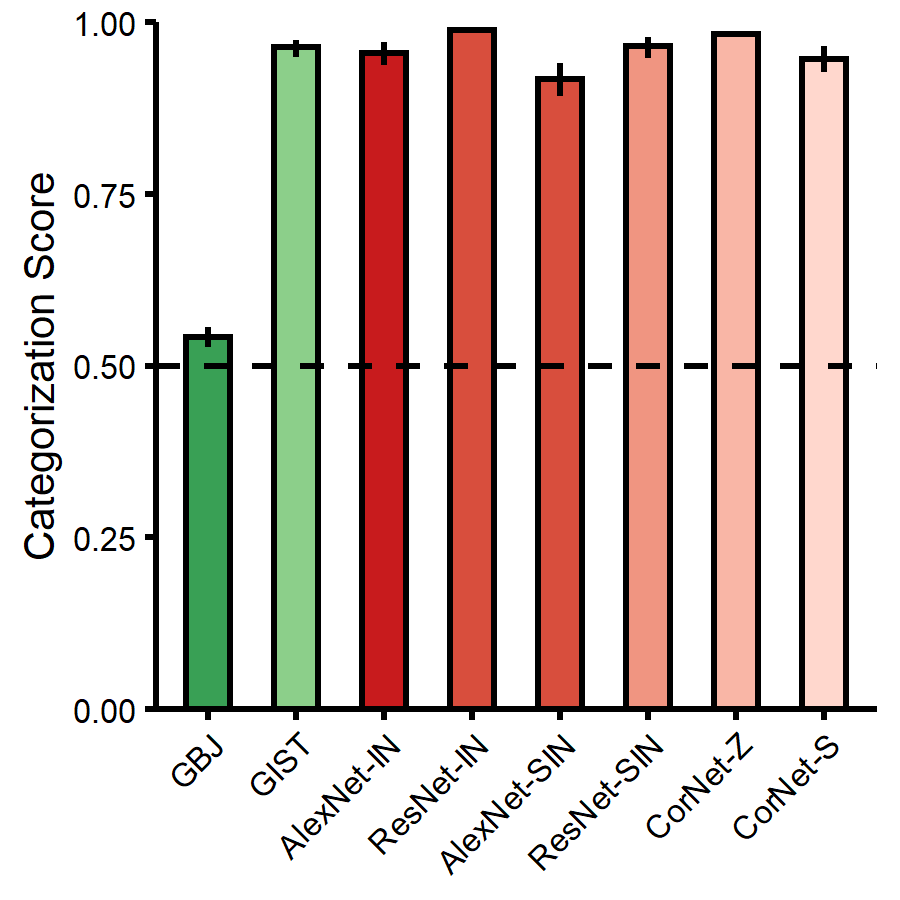 Categorization Score
1.00
0.75
0.50
0.25
0.00
GBJ
GIST
AlexNet-IN
ResNet-IN
AlexNet-SIN
ResNet-SIN
CorNet-Z
CorNet-S